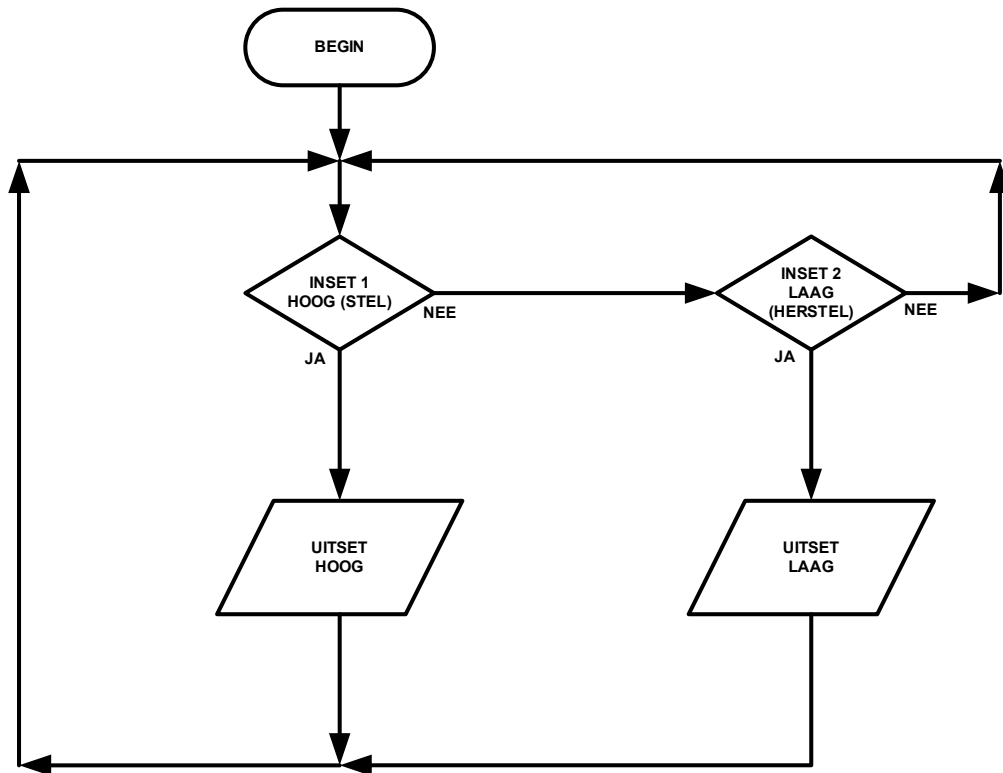 BEGIN
INSET 1
HOOG (STEL)
NEE
JA
INSET 2
LAAG
(HERSTEL)
NEE
JA
UITSET
HOOG
UITSET
LAAG